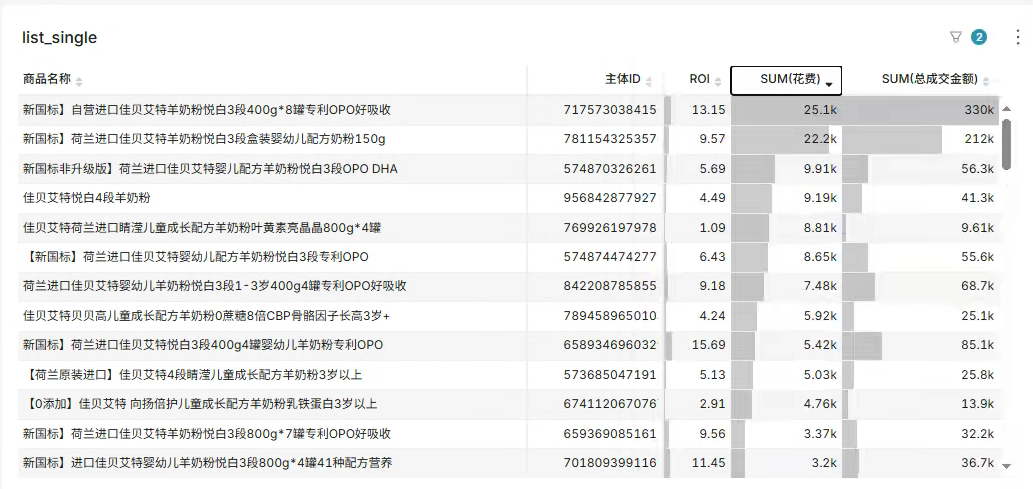 list_single
2
商品名称 主体ID ROI SUM(花费) SUM(总成交金额)
新国标】自营进口佳贝艾特羊奶粉悦白3段400g*8罐专利OPO好吸收 717573038415 13.15 25.1k 330k
新国标】荷兰进口佳贝艾特羊奶粉悦白3段盒装婴幼儿配方奶粉150g 781154325357 9.57 22.2k 212k
新国标非升级版】荷兰进口佳贝艾特婴儿配方羊奶粉悦白3段OPO DHA 574870326261 5.69 9.91k 56.3k
佳贝艾特悦白4段羊奶粉 956842877927 4.49 9.19k 41.3k
佳贝艾特荷兰进口睛滢儿童成长配方羊奶粉叶黄素亮晶晶800g*4罐 769926197978 1.09 8.81k 9.61k
【新国标】荷兰进口佳贝艾特婴幼儿配方羊奶粉悦白3段专利OPO 574874474277 6.43 8.65k 55.6k
荷兰进口佳贝艾特婴幼儿羊奶粉悦白3段1-3岁400g4罐专利OPO好吸收 842208785855 9.18 7.48k 68.7k
佳贝艾特贝贝高儿童成长配方羊奶粉0蔗糖8倍CBP骨骼因子长高3岁+ 789458965010 4.24 5.92k 25.1k
新国标】荷兰进口佳贝艾特悦白3段400g4罐婴幼儿羊奶粉专利OPO 658934696032 15.69 5.42k 85.1k
【荷兰原装进口】佳贝艾特4段睛滢儿童成长配方羊奶粉3岁以上 573685047191 5.13 5.03k 25.8k
【0添加】佳贝艾特 向扬倍护儿童成长配方羊奶粉乳铁蛋白3岁以上 674112067076 2.91 4.76k 13.9k
新国标】荷兰进口佳贝艾特羊奶粉悦白3段800g*7罐专利OPO好吸收 659369085161 9.56 3.37k 32.2k
新国标】进口佳贝艾特婴幼儿羊奶粉悦白3段800g*4罐41种配方营养 701809399116 11.45 3.2k 36.7k